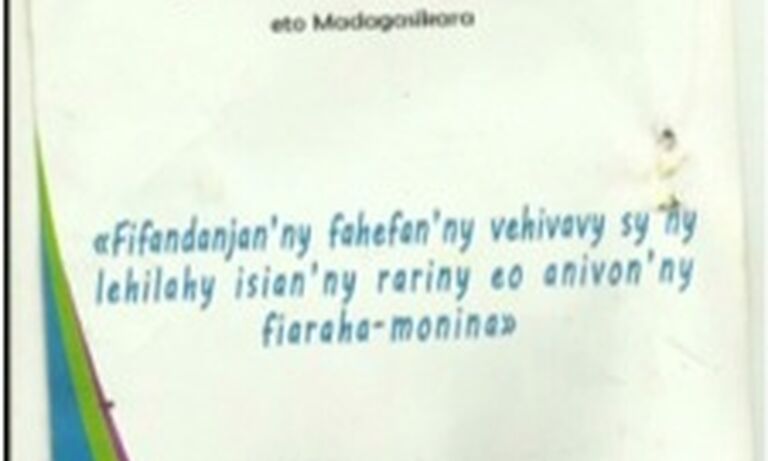 eto Madagasikara
«Fifandanjan'ny fahefan'ny vehivavy sy ny
lehilahy isian'ny rariny eo anivon'ny
fiaraha-monina»